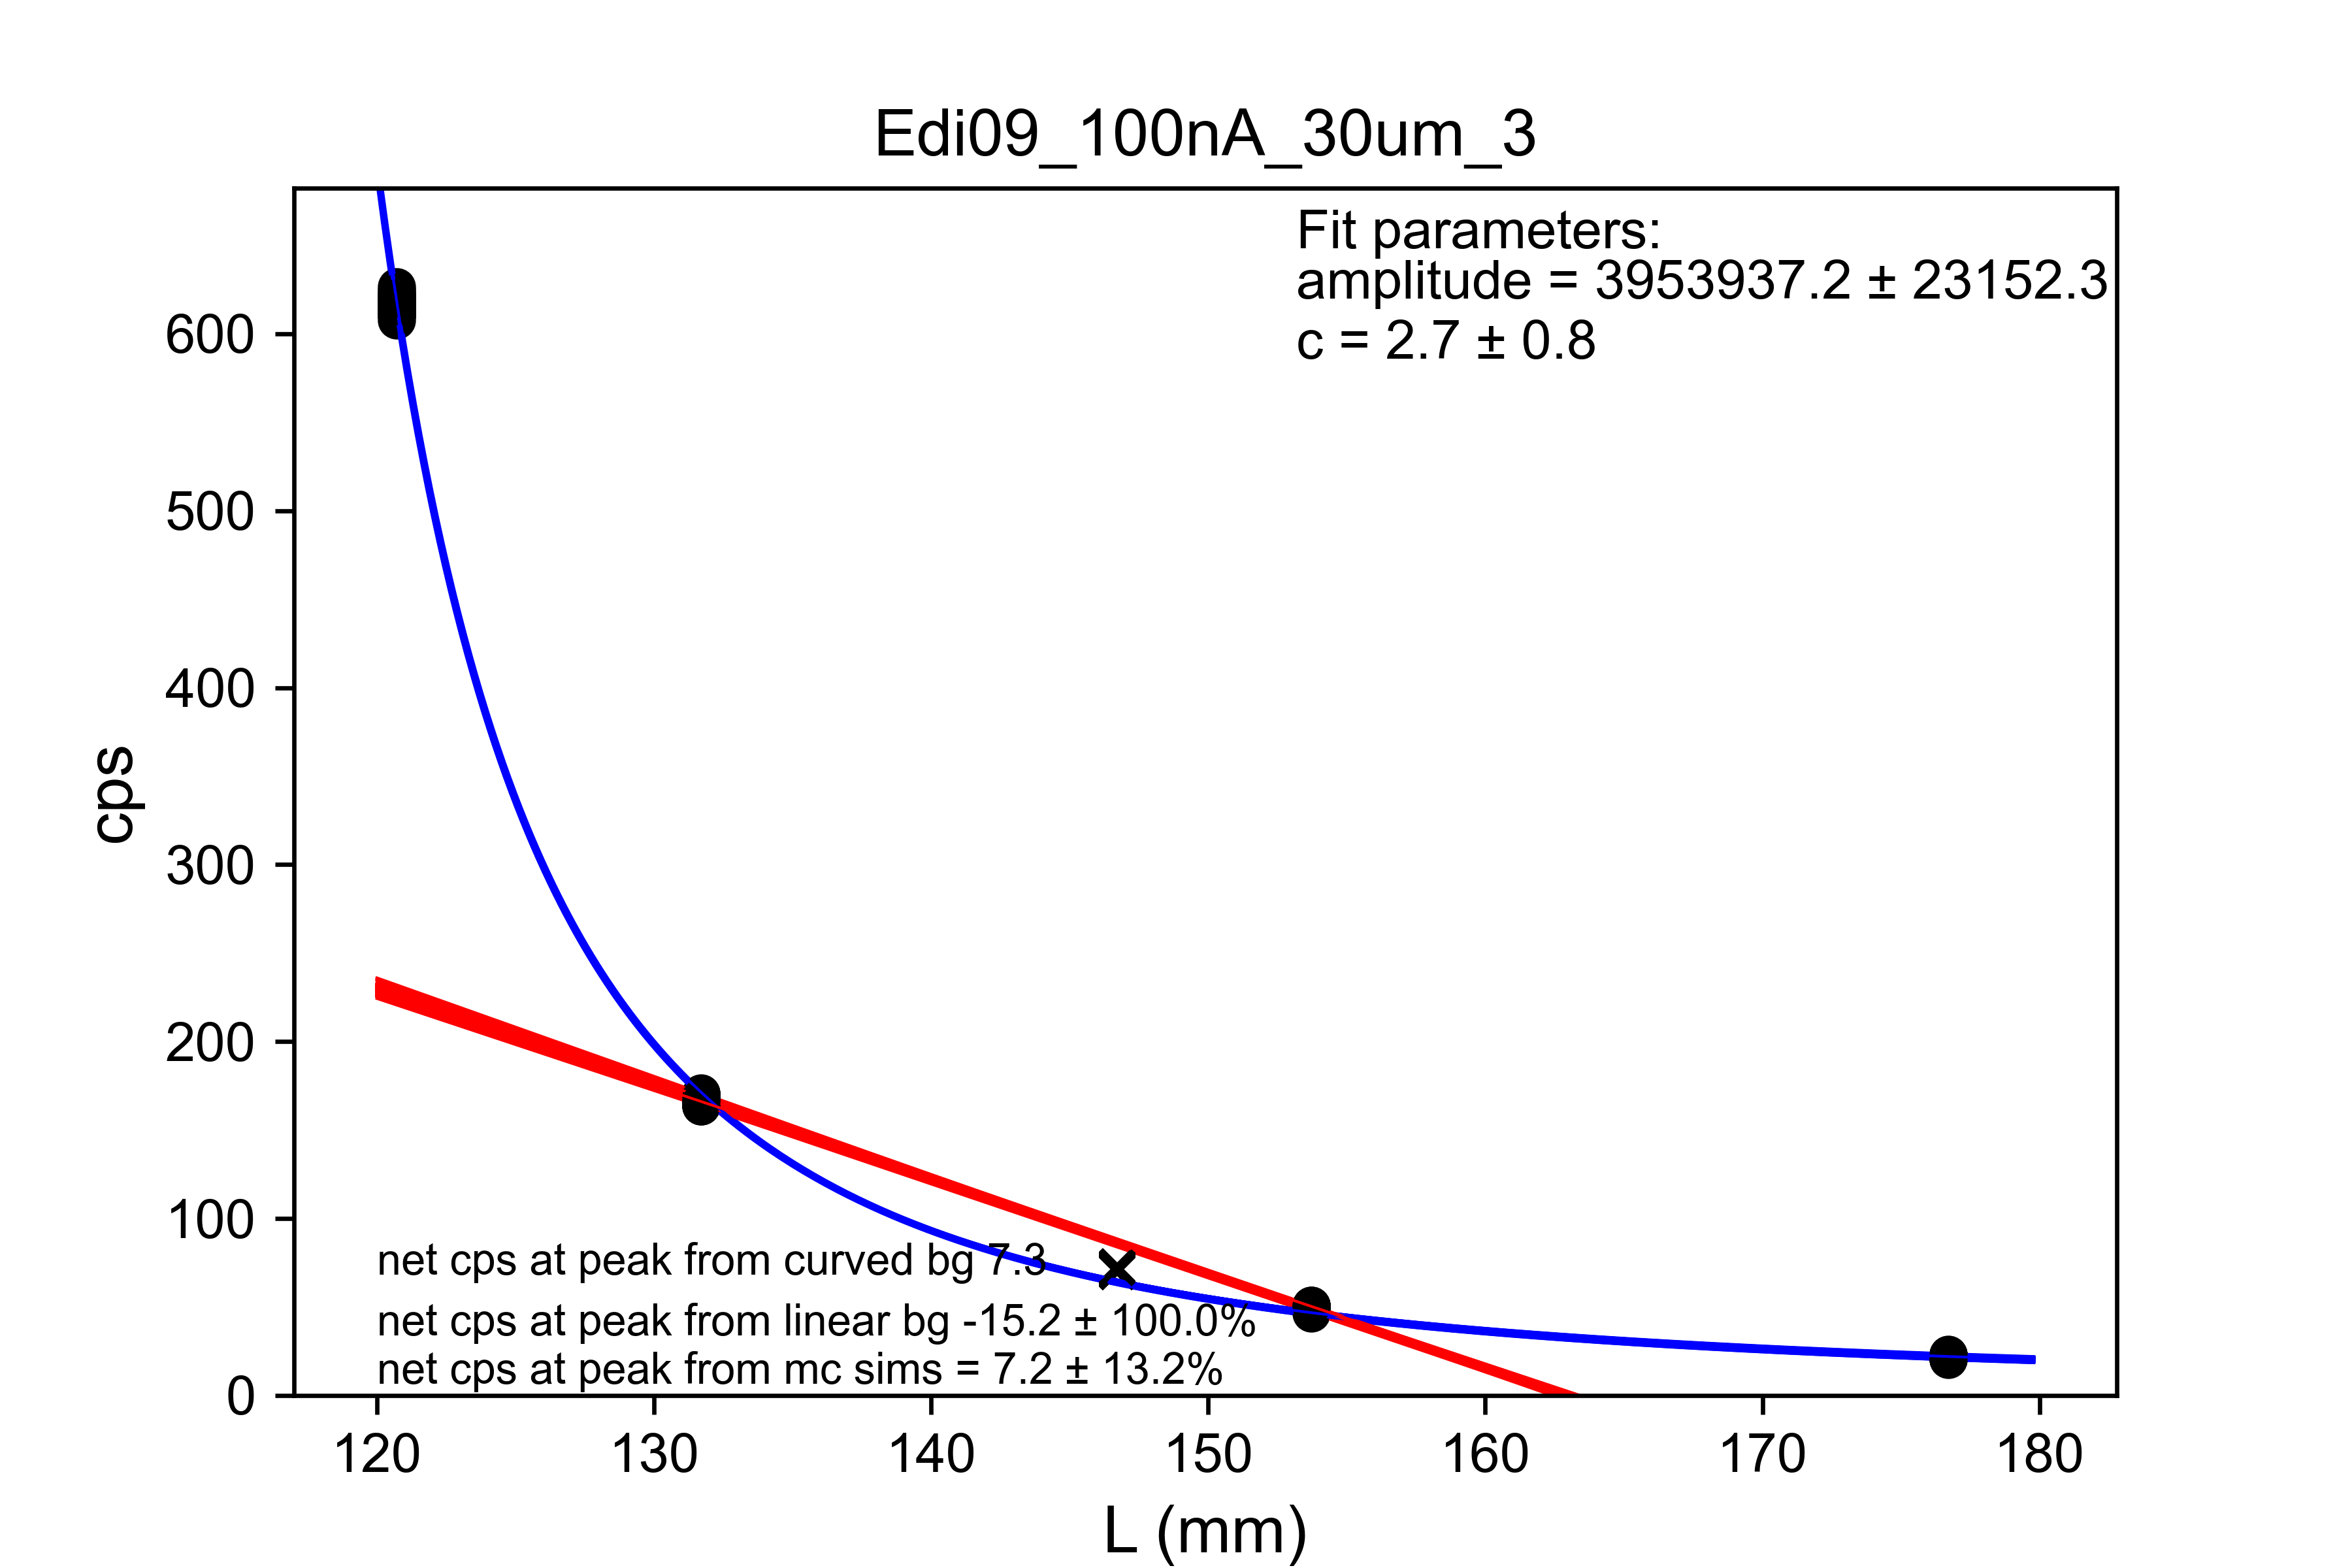 Edi09_100nA_30um_3
Fit parameters:
amplitude = 3953937.2 ± 23152.3
c = 2.7 ± 0.8
600
500
400
300
200
100
0
cps
net cps at peak from curved bg 7.3
net cps at peak from linear bg -15.2 ± 100.0%
net cps at peak from mc sims = 7.2 ± 13.2%
120 130 140 150 160 170 180
L (mm)